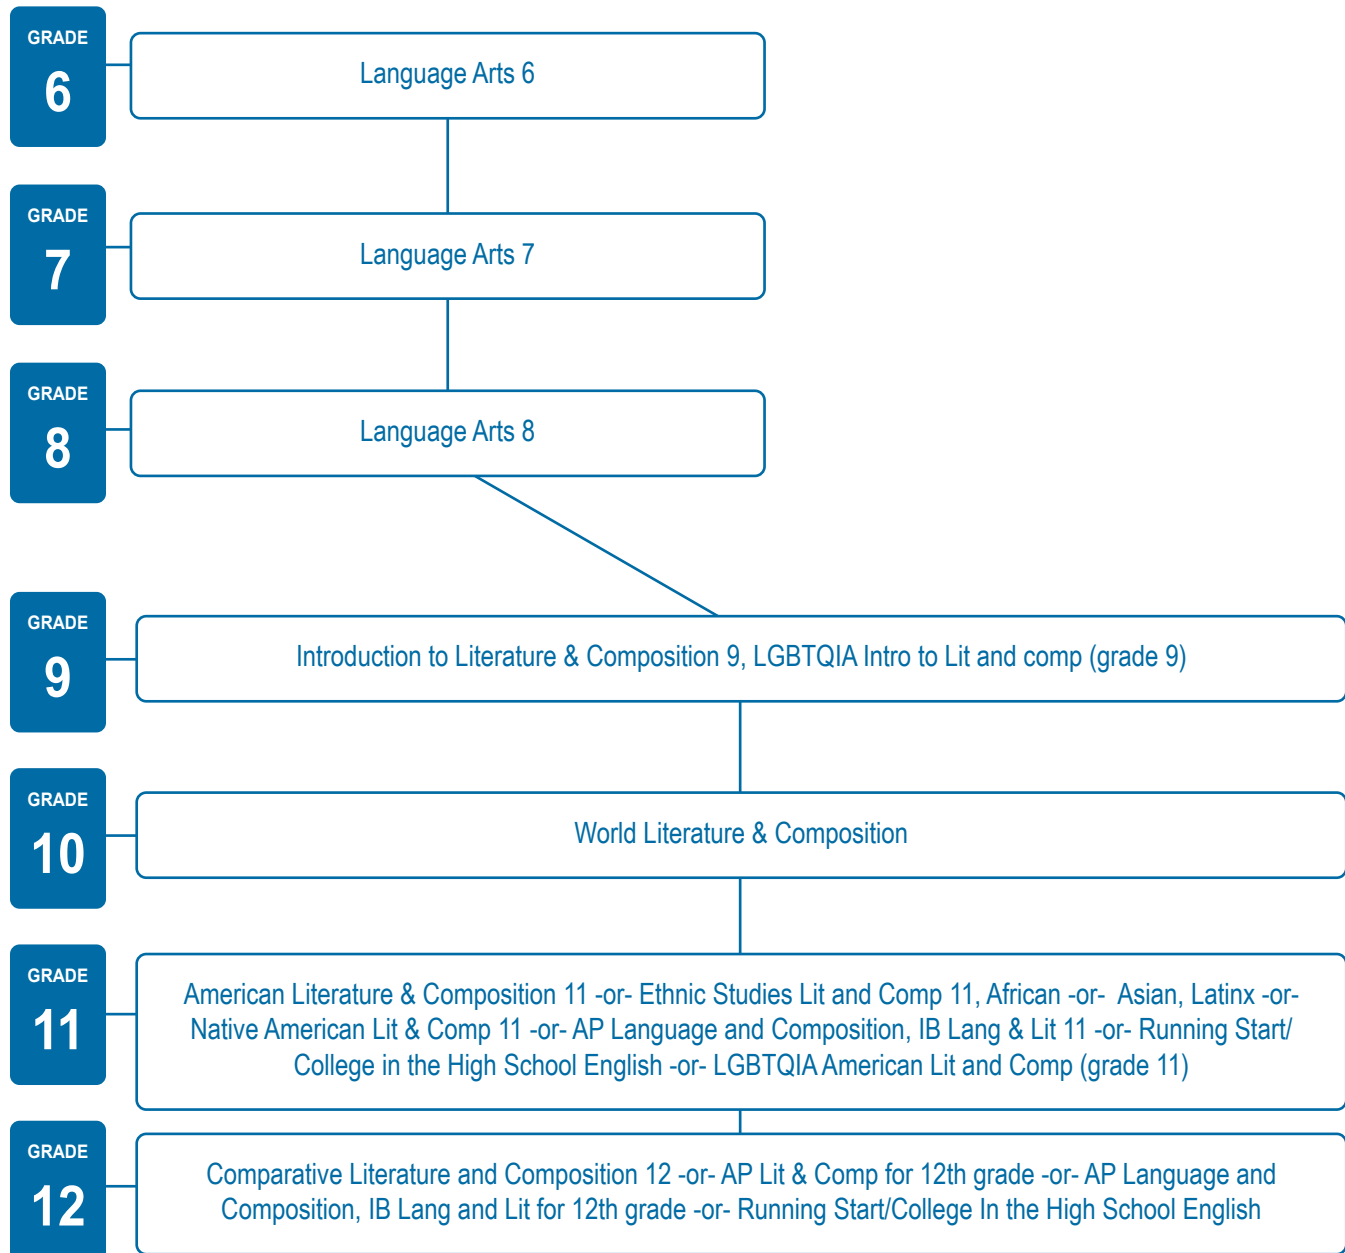 GRADE
6
Language Arts 6
GRADE
7
Language Arts 7
GRADE
8
Language Arts 8
GRADE
9
Introduction to Literature & Composition 9, LGBTQIA Intro to Lit and comp (grade 9)
GRADE
10
World Literature & Composition
GRADE
11
American Literature & Composition 11 -or- Ethnic Studies Lit and Comp 11, African -or- Asian, Latinx -or-
Native American Lit & Comp 11 -or- AP Language and Composition, IB Lang & Lit 11 -or- Running Start/
College in the High School English -or- LGBTQIA American Lit and Comp (grade 11)
GRADE
12
Comparative Literature and Composition 12 -or- AP Lit & Comp for 12th grade -or- AP Language and
Composition, IB Lang and Lit for 12th grade -or- Running Start/College In the High School English